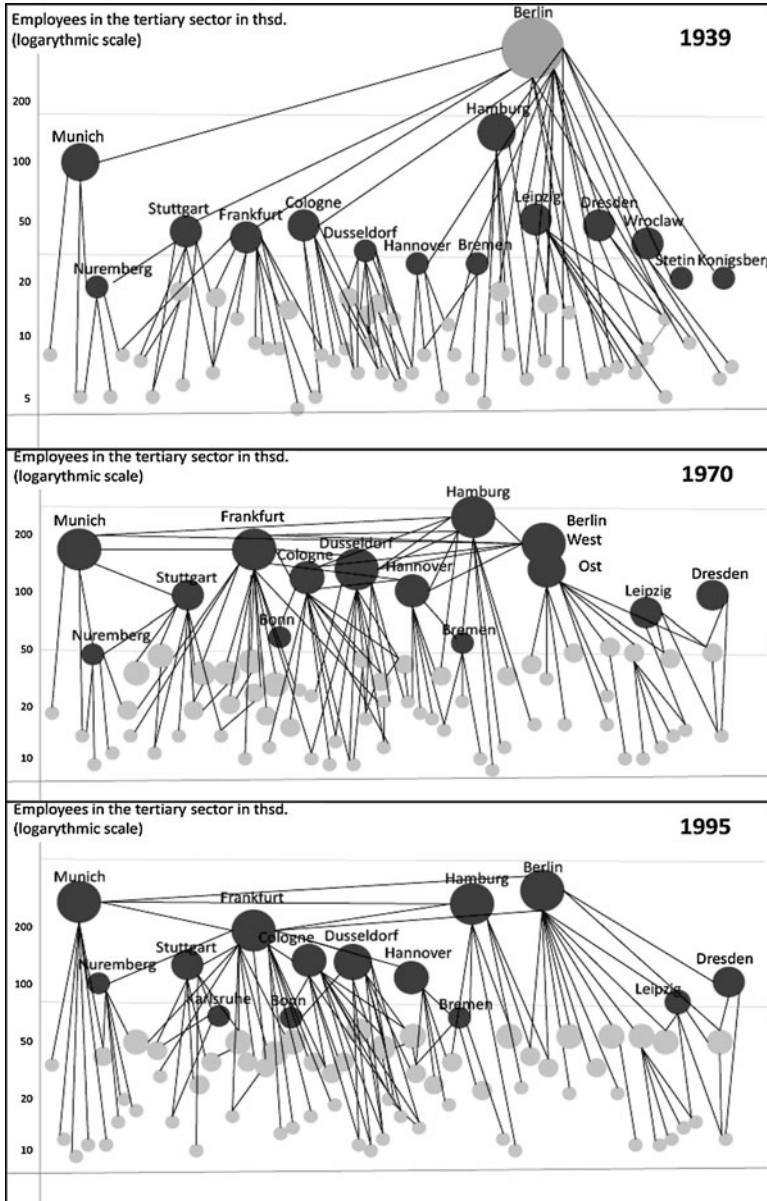 Employees in the tertiary sector in thsd.
(logarythmic scale)
1939
Berlin
200
Hamburg
Munich
100
50
Stuttgart
Frankfurt
Cologne
Dusseldorf
Hannover
Bremen
Leipzig
Dresden
Wroclaw
Stetin
Konigsberg
Nuremberg
20
10
5
Employees in the tertiary sector in thsd.
(logarythmic scale)
1970
Hamburg
Munich
Frankfurt
Berlin
West
Ost
200
Cologne
Dusseldorf
Hannover
100
Stuttgart
Leipzig
Dresden
Bonn
Bremen
Nuremberg
50
20
10
Employees in the tertiary sector in thsd.
(logarythmic scale)
1995
Berlin
Munich
Hamburg
Frankfurt
200
Stuttgart
Cologne
Dusseldorf
Hannover
Dresden
Nuremberg
100
Karlsruhe
Bonn
Bremen
Leipzig
50
20
10